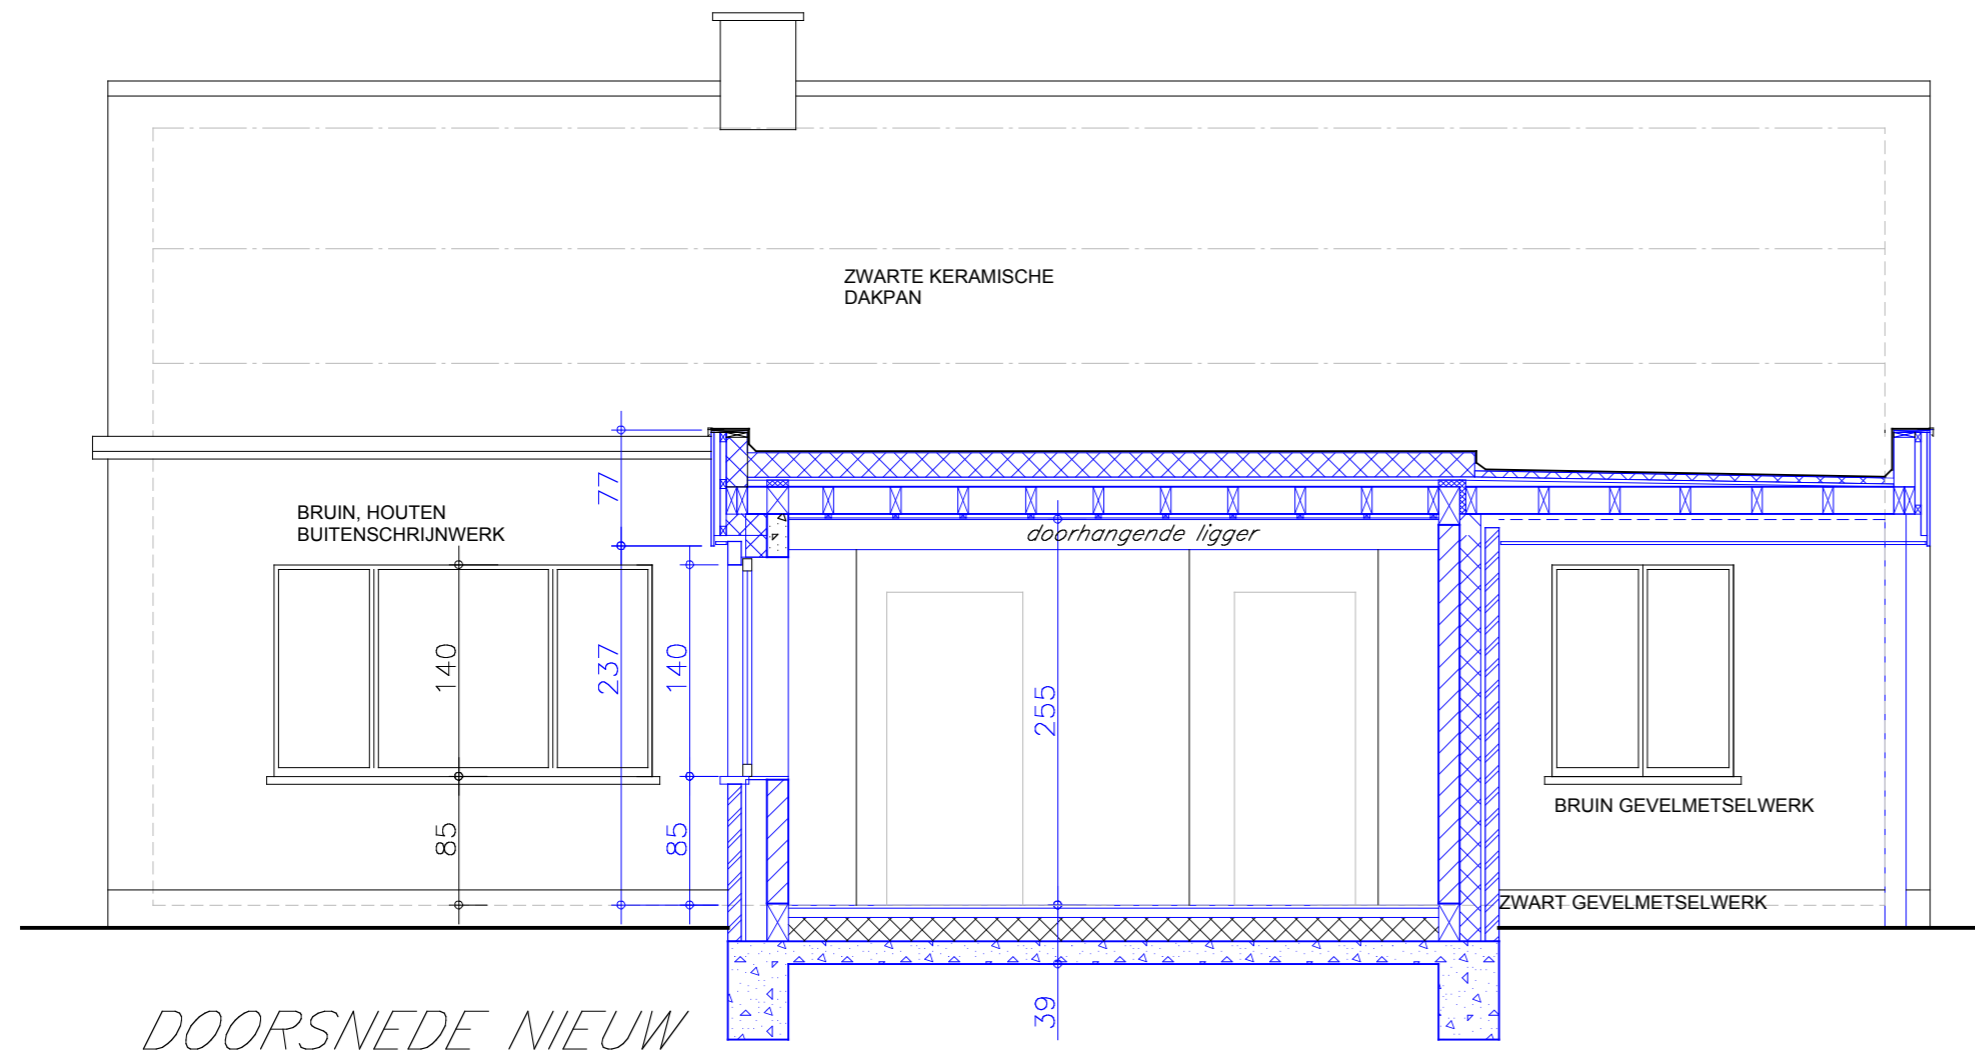 ZWARTE KERAMISCHE
DAKPAN
77
BRUIN, HOUTEN
BUITENSCHRIJNWERK
doorhangende ligger
140
237
140
255
BRUIN GEVELMETSELWERK
85
85
ZWART GEVELMETSELWERK
39
DOORSNEDE NIEUW